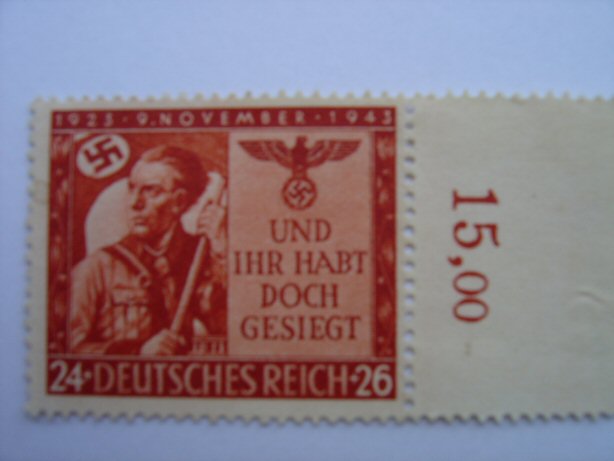 1923 · 9. NOVEMBER · 1943
UND
IHR HABT
DOCH
GESIEGT
24·DEUTSCHES REICH·26
15,00